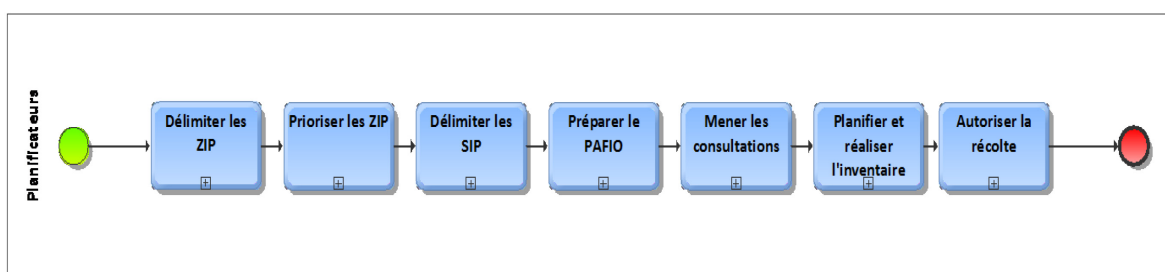 Planificateurs
Délimiter les
ZIP
Prioriser les ZIP
Délimiter les
SIP
Préparer le
PAFIO
Mener les
consultations
Planifier et
réaliser
l'inventaire
Autoriser la
récolte